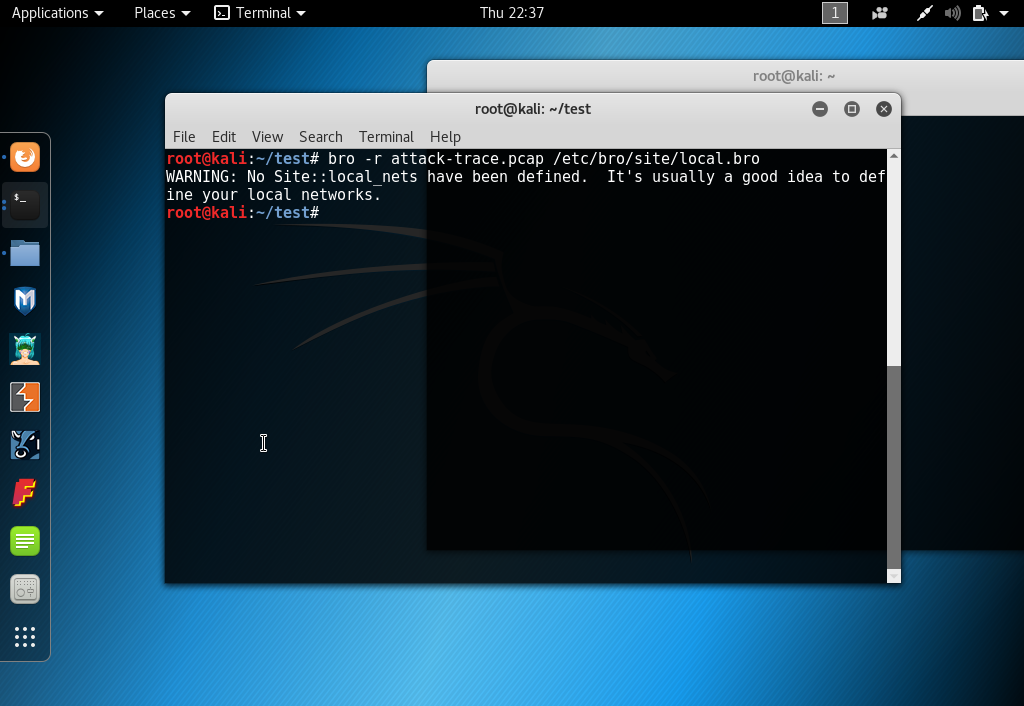 Applications Places Terminal Thu 22:37 1
root@kali: ~
root@kali: ~/test
File Edit View Search Terminal Help
root@kali:~/test# bro -r attack-trace.pcap /etc/bro/site/local.bro
WARNING: No Site::local_nets have been defined.  It's usually a good idea to def
ine your local networks.
root@kali:~/test#